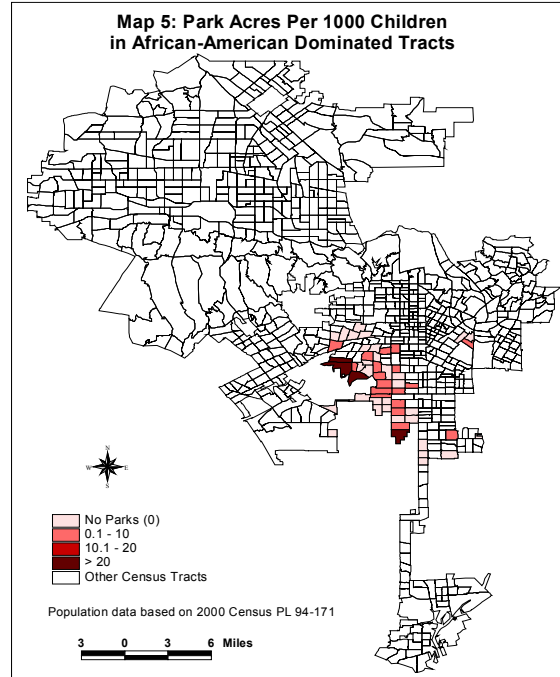 Map 5: Park Acres Per 1000 Children
in African-American Dominated Tracts
N
W E
S
No Parks (0)
0.1 - 10
10.1 - 20
> 20
Other Census Tracts
Population data based on 2000 Census PL 94-171
3 0 3 6 Miles